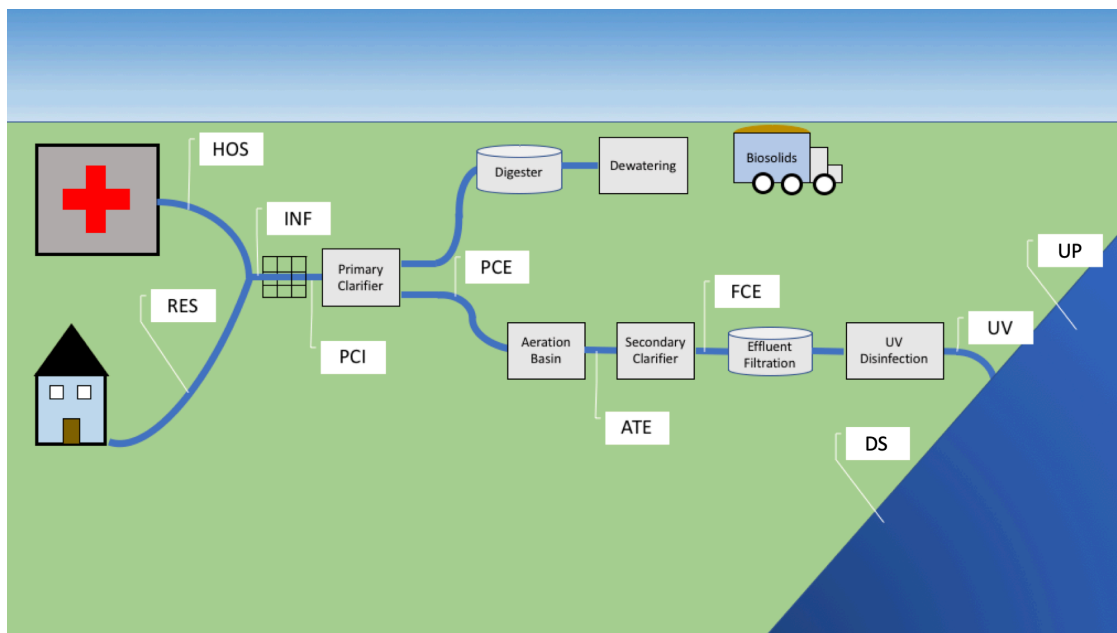 HOS
Digester
Dewatering
Biosolids
INF
UP
Primary
Clarifier
PCE
RES
FCE
UV
PCI
Aeration
Basin
Secondary
Clarifier
Effluent
Filtration
UV
Disinfection
ATE
DS